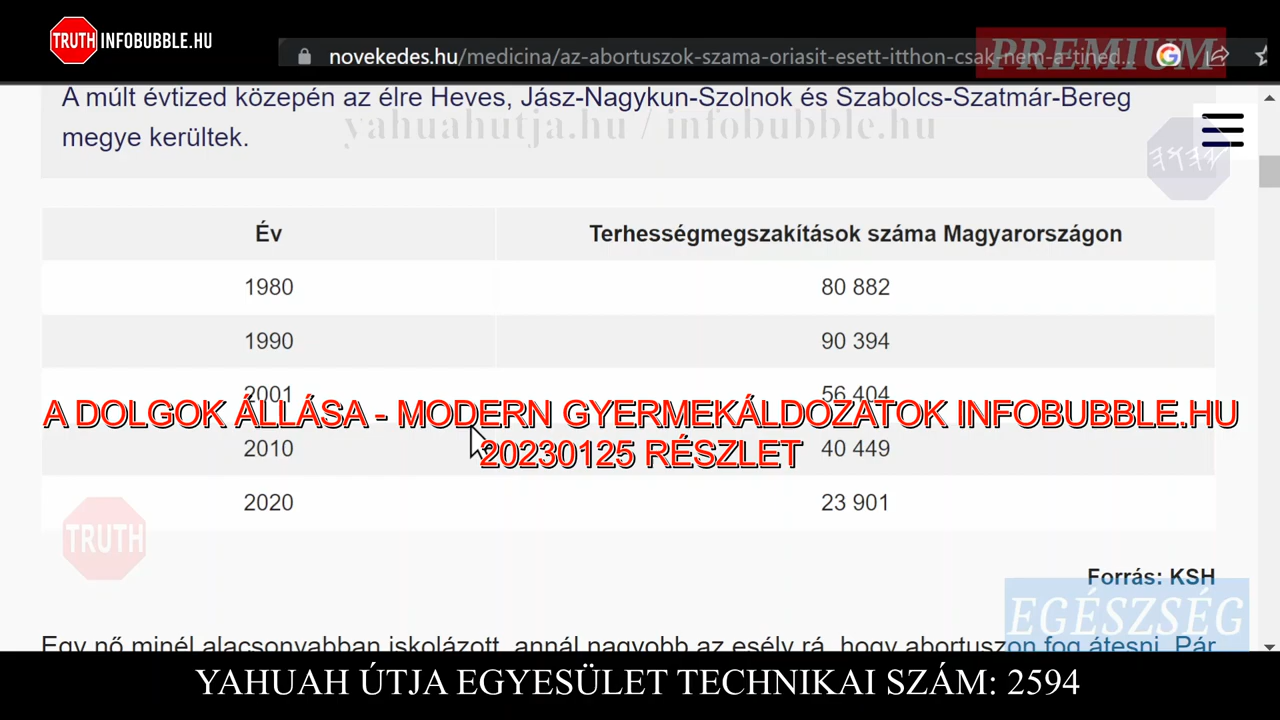 TRUTH INFOBUBBLE.HU
novekedes.hu/medicina/az-abortuszok-szama-oriasit-esett-itthon-csak-nem-a-tined...
PREMIUM
A múlt évtized közepén az élre Heves, Jász-Nagykun-Szolnok és Szabolcs-Szatmár-Bereg
megye kerültek.
yahuahutja.hu / infobubble.hu
Év Terhességmegszakítások száma Magyarországon
1980 80 882
1990 90 394
2001 56 404
A DOLGOK ÁLLÁSA - MODERN GYERMEKÁLDOZATOK INFOBUBBLE.HU
2010 40 449
20230125 RÉSZLET
2020 23 901
TRUTH
Forrás: KSH
EGÉSZSÉG
Egy nő minél alacsonyabban iskolázott, annál nagyobb az esély rá, hogy abortuszon fog átesni. Pár
YAHUAH ÚTJA EGYESÜLET TECHNIKAI SZÁM: 2594